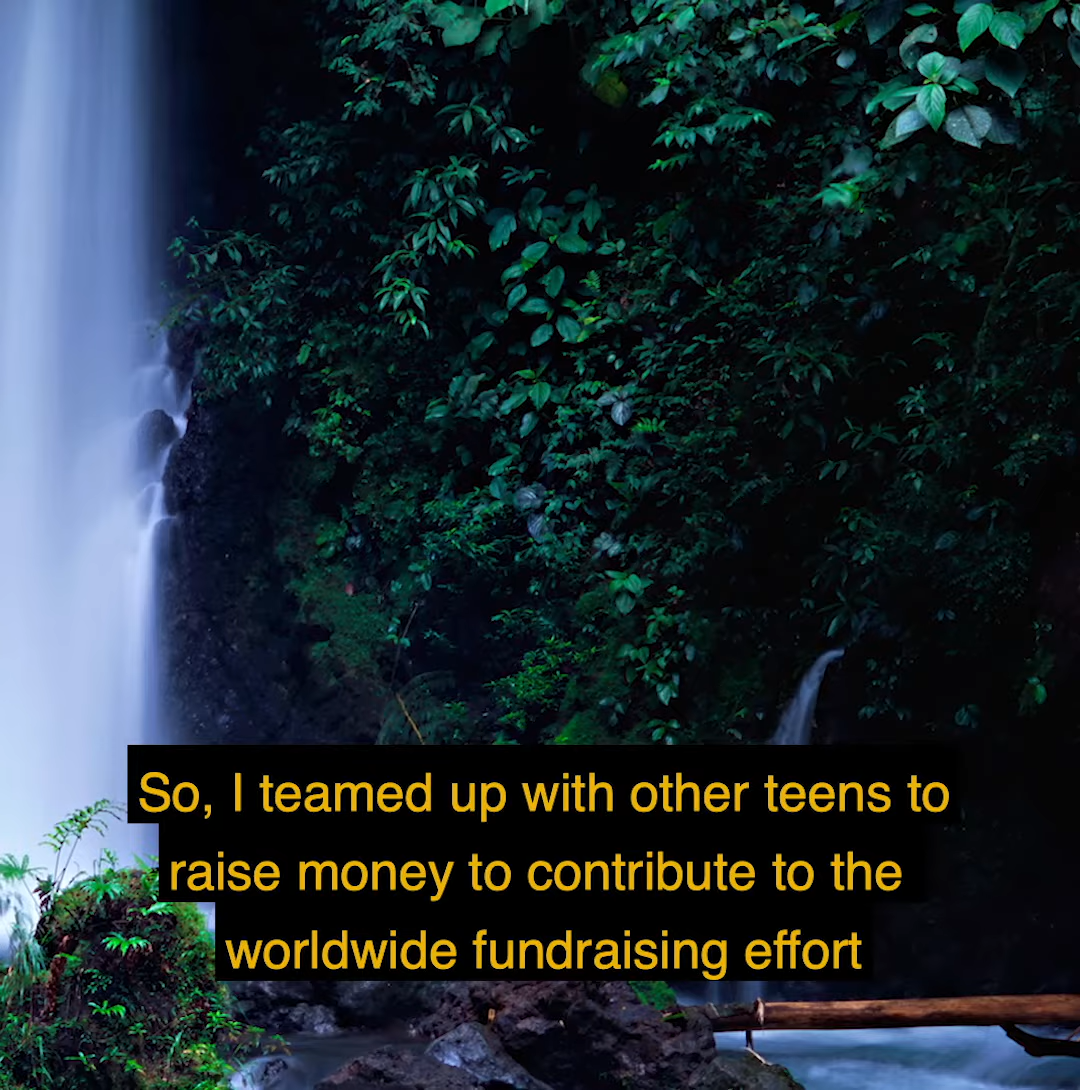 So, I teamed up with other teens to
raise money to contribute to the
worldwide fundraising effort